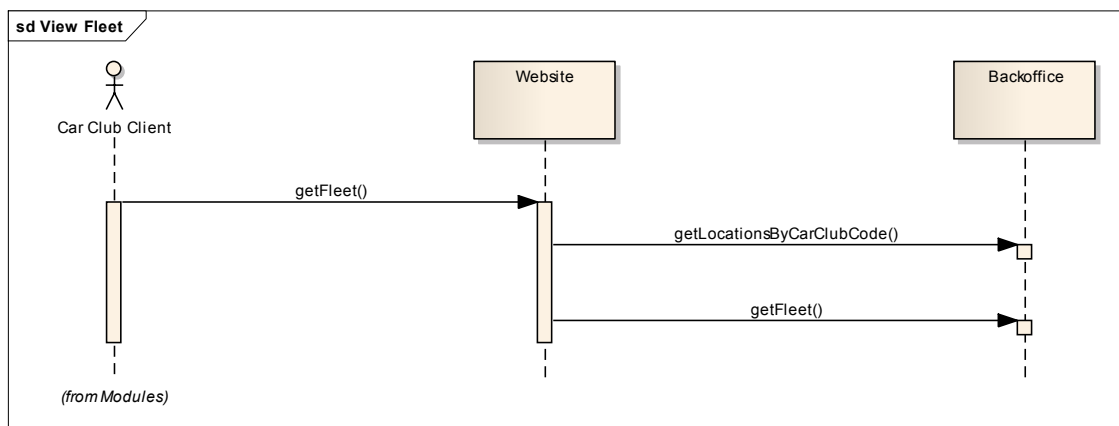 sd View Fleet
Car Club Client
Website
Backoffice
getFleet()
getLocationsByCarClubCode()
getFleet()
(from Modules)